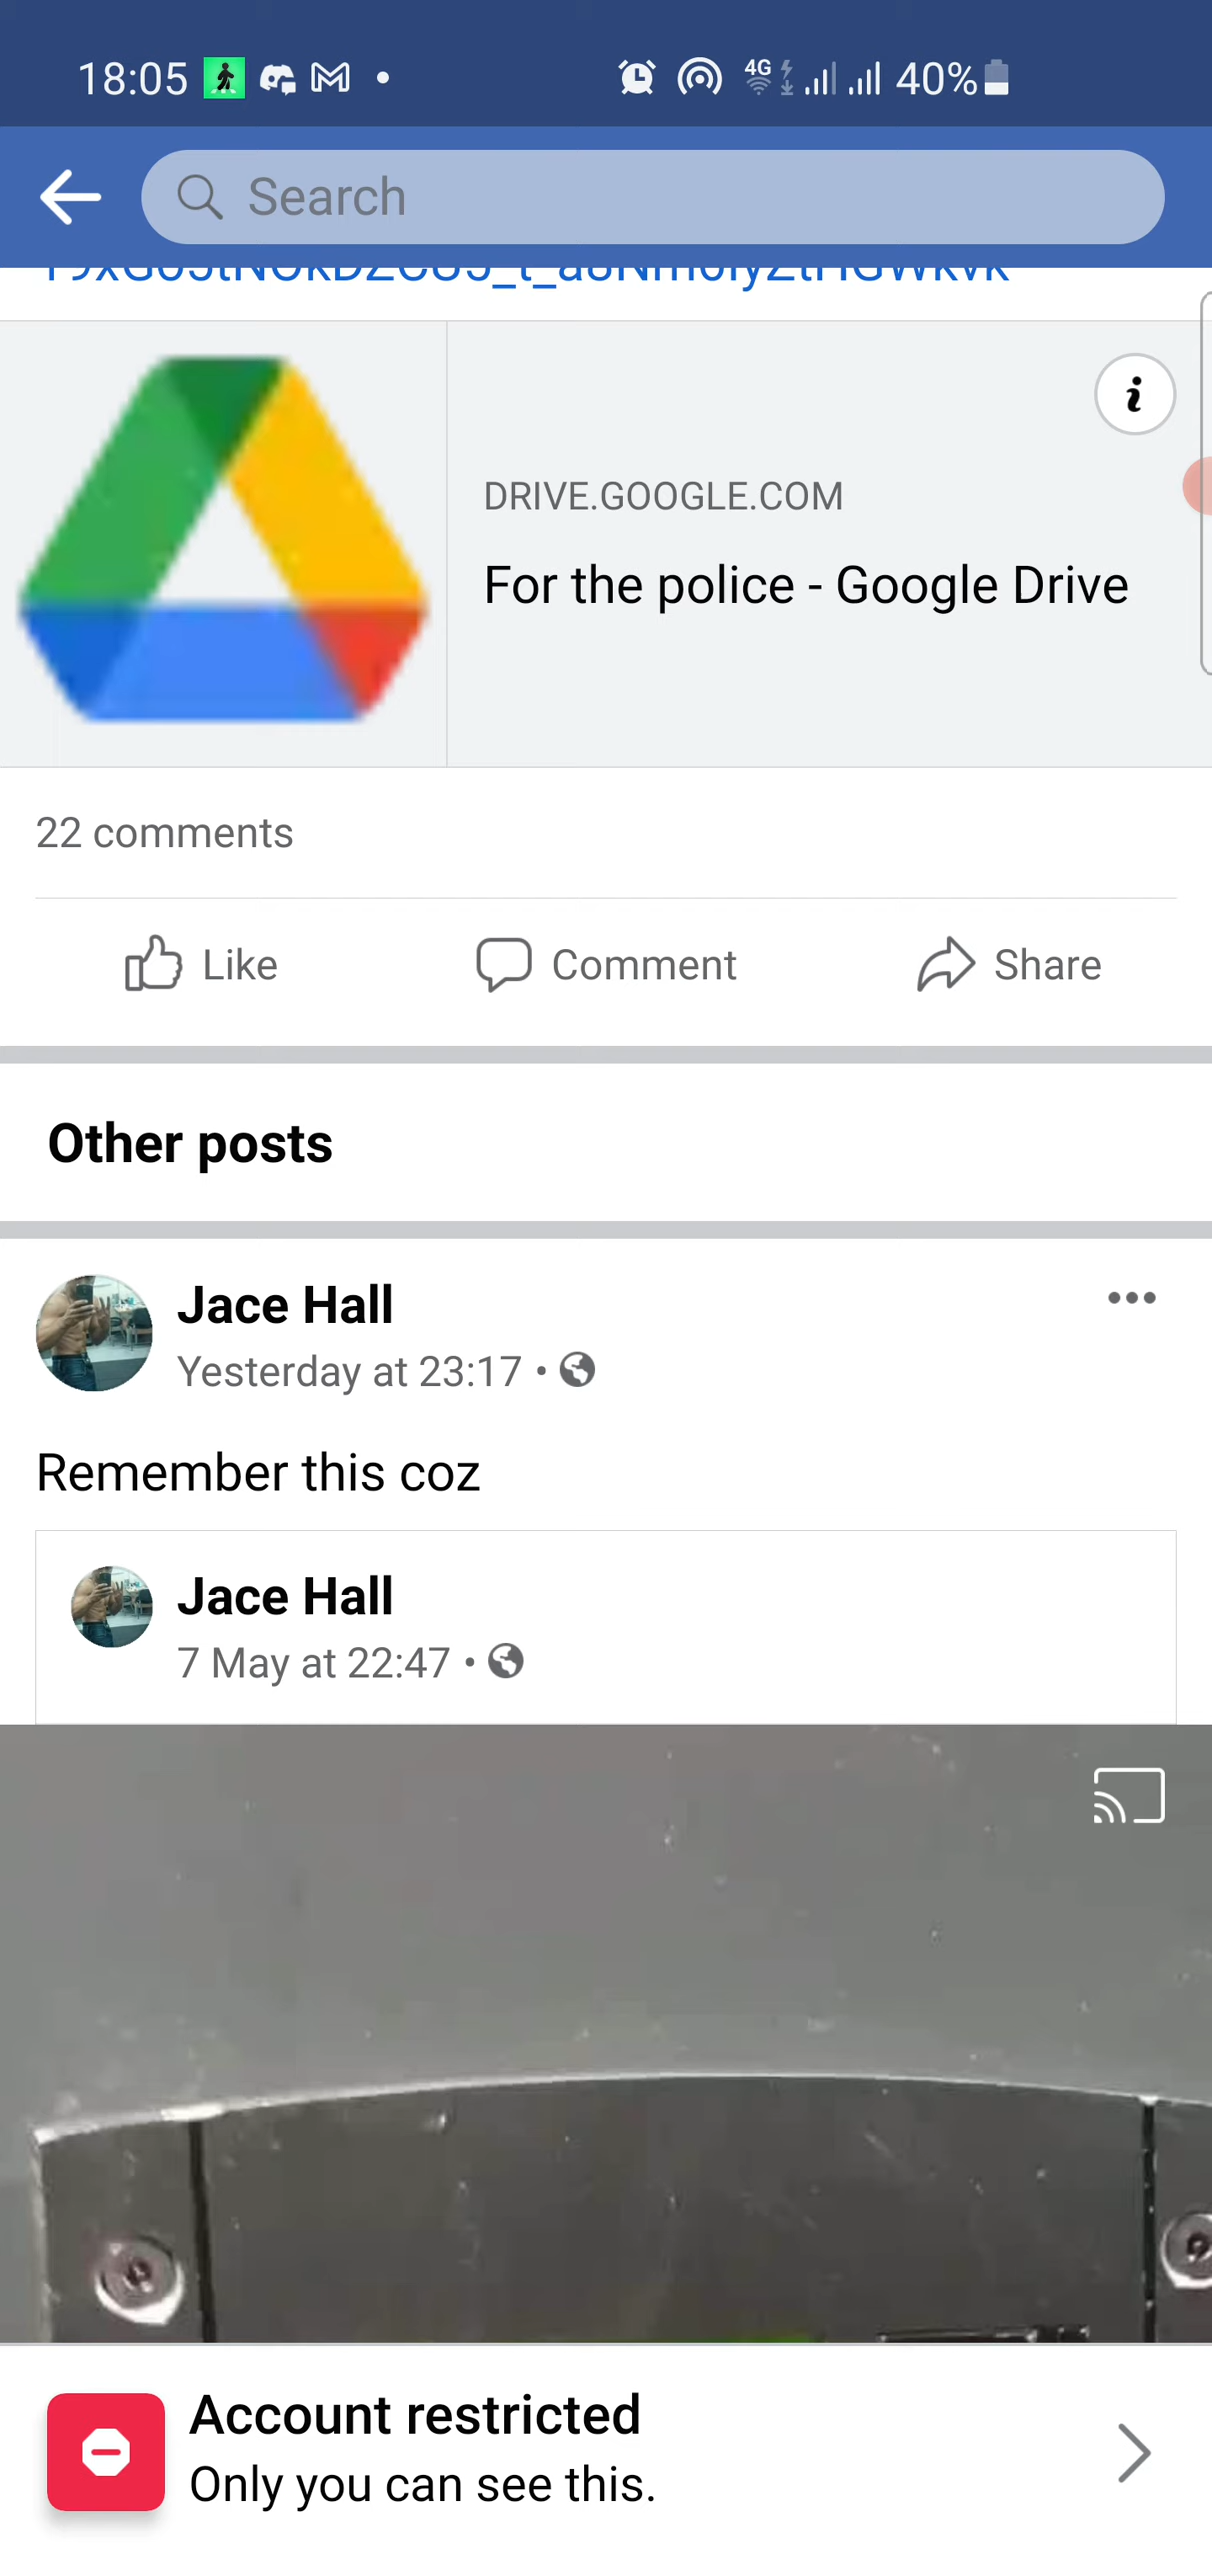 18:05
4G
40%
Search
DRIVE.GOOGLE.COM
For the police - Google Drive
22 comments
Like
Comment
Share
Other posts
Jace Hall
Yesterday at 23:17 •
Remember this coz
Jace Hall
7 May at 22:47 •
Account restricted
Only you can see this.